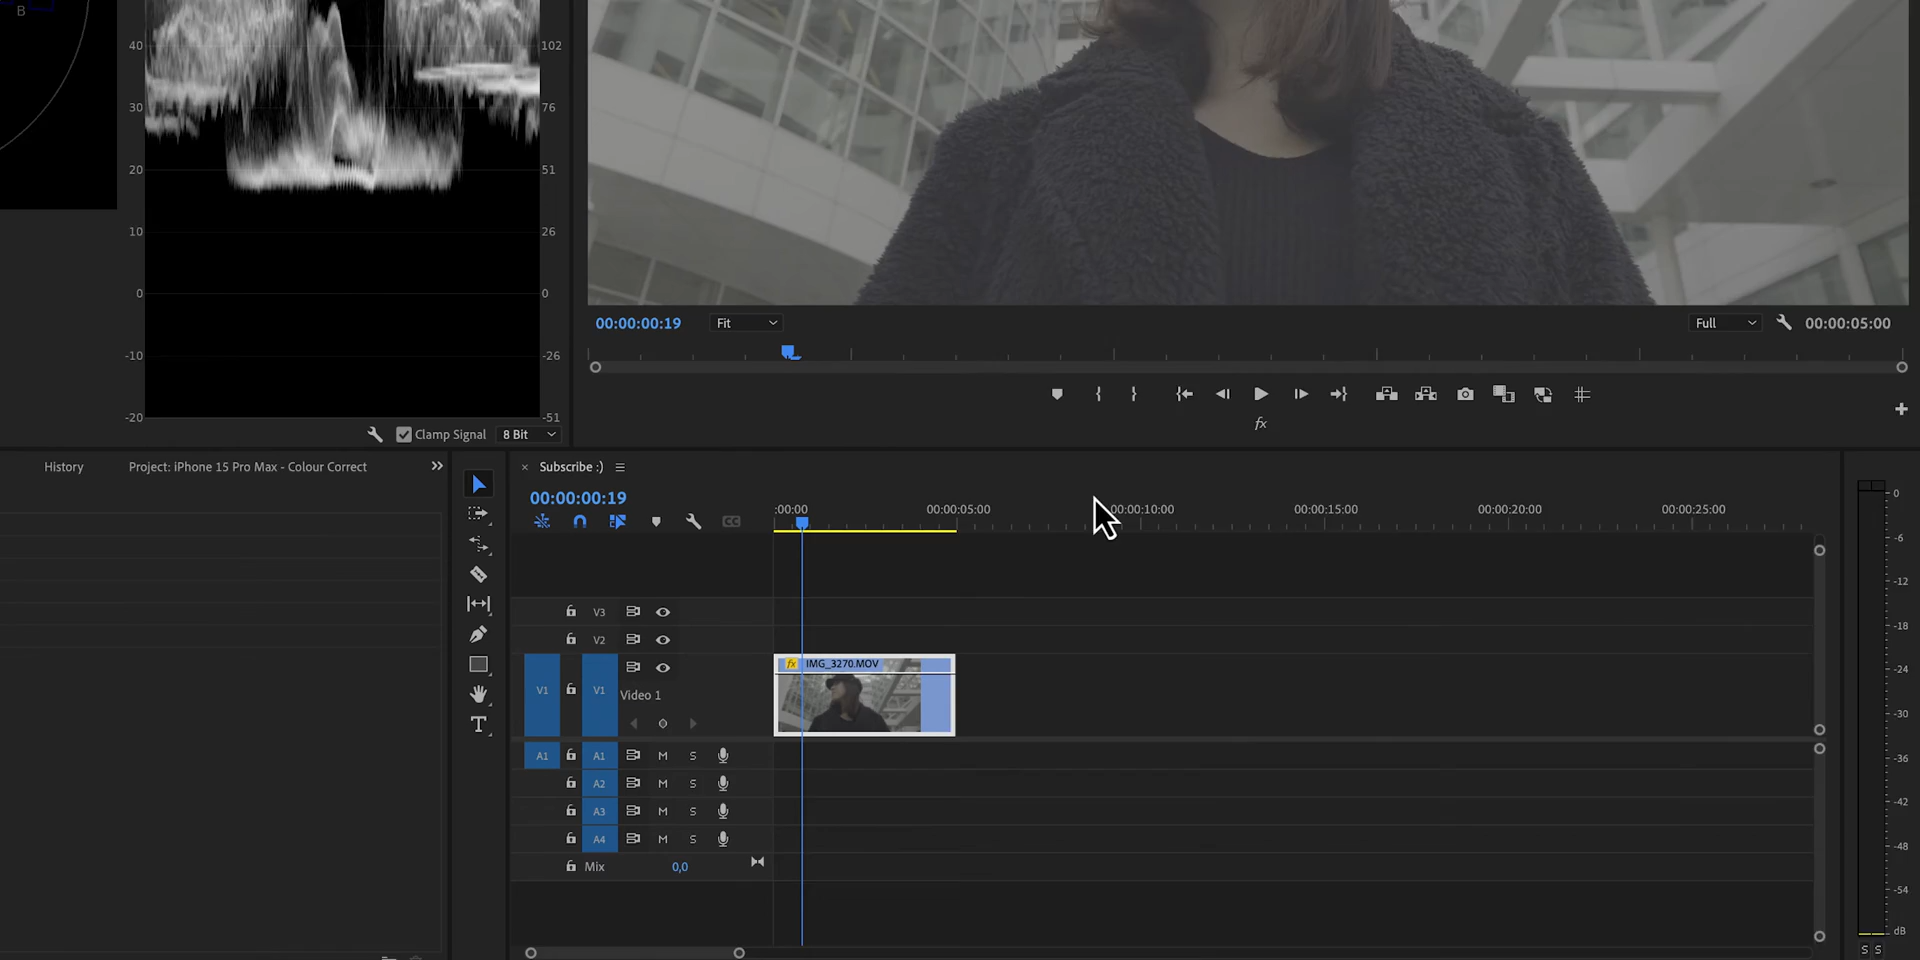 B
40
102
30
76
20
51
10
26
0
0
-10
-26
-20
-51
Clamp Signal
8 Bit
00:00:00:19
Fit
Full
00:00:05:00
fx
History
Project: iPhone 15 Pro Max - Colour Correct
Subscribe :)
00:00:00:19
:00:00
00:00:05:00
00:00:10:00
00:00:15:00
00:00:20:00
00:00:25:00
V3
V2
fx IMG_3270.MOV
V1
V1
Video 1
A1
A1
M
S
A2
M
S
A3
M
S
A4
M
S
Mix
0,0
T
0
-6
-12
-18
-24
-30
-36
-42
-48
-54
dB
S S